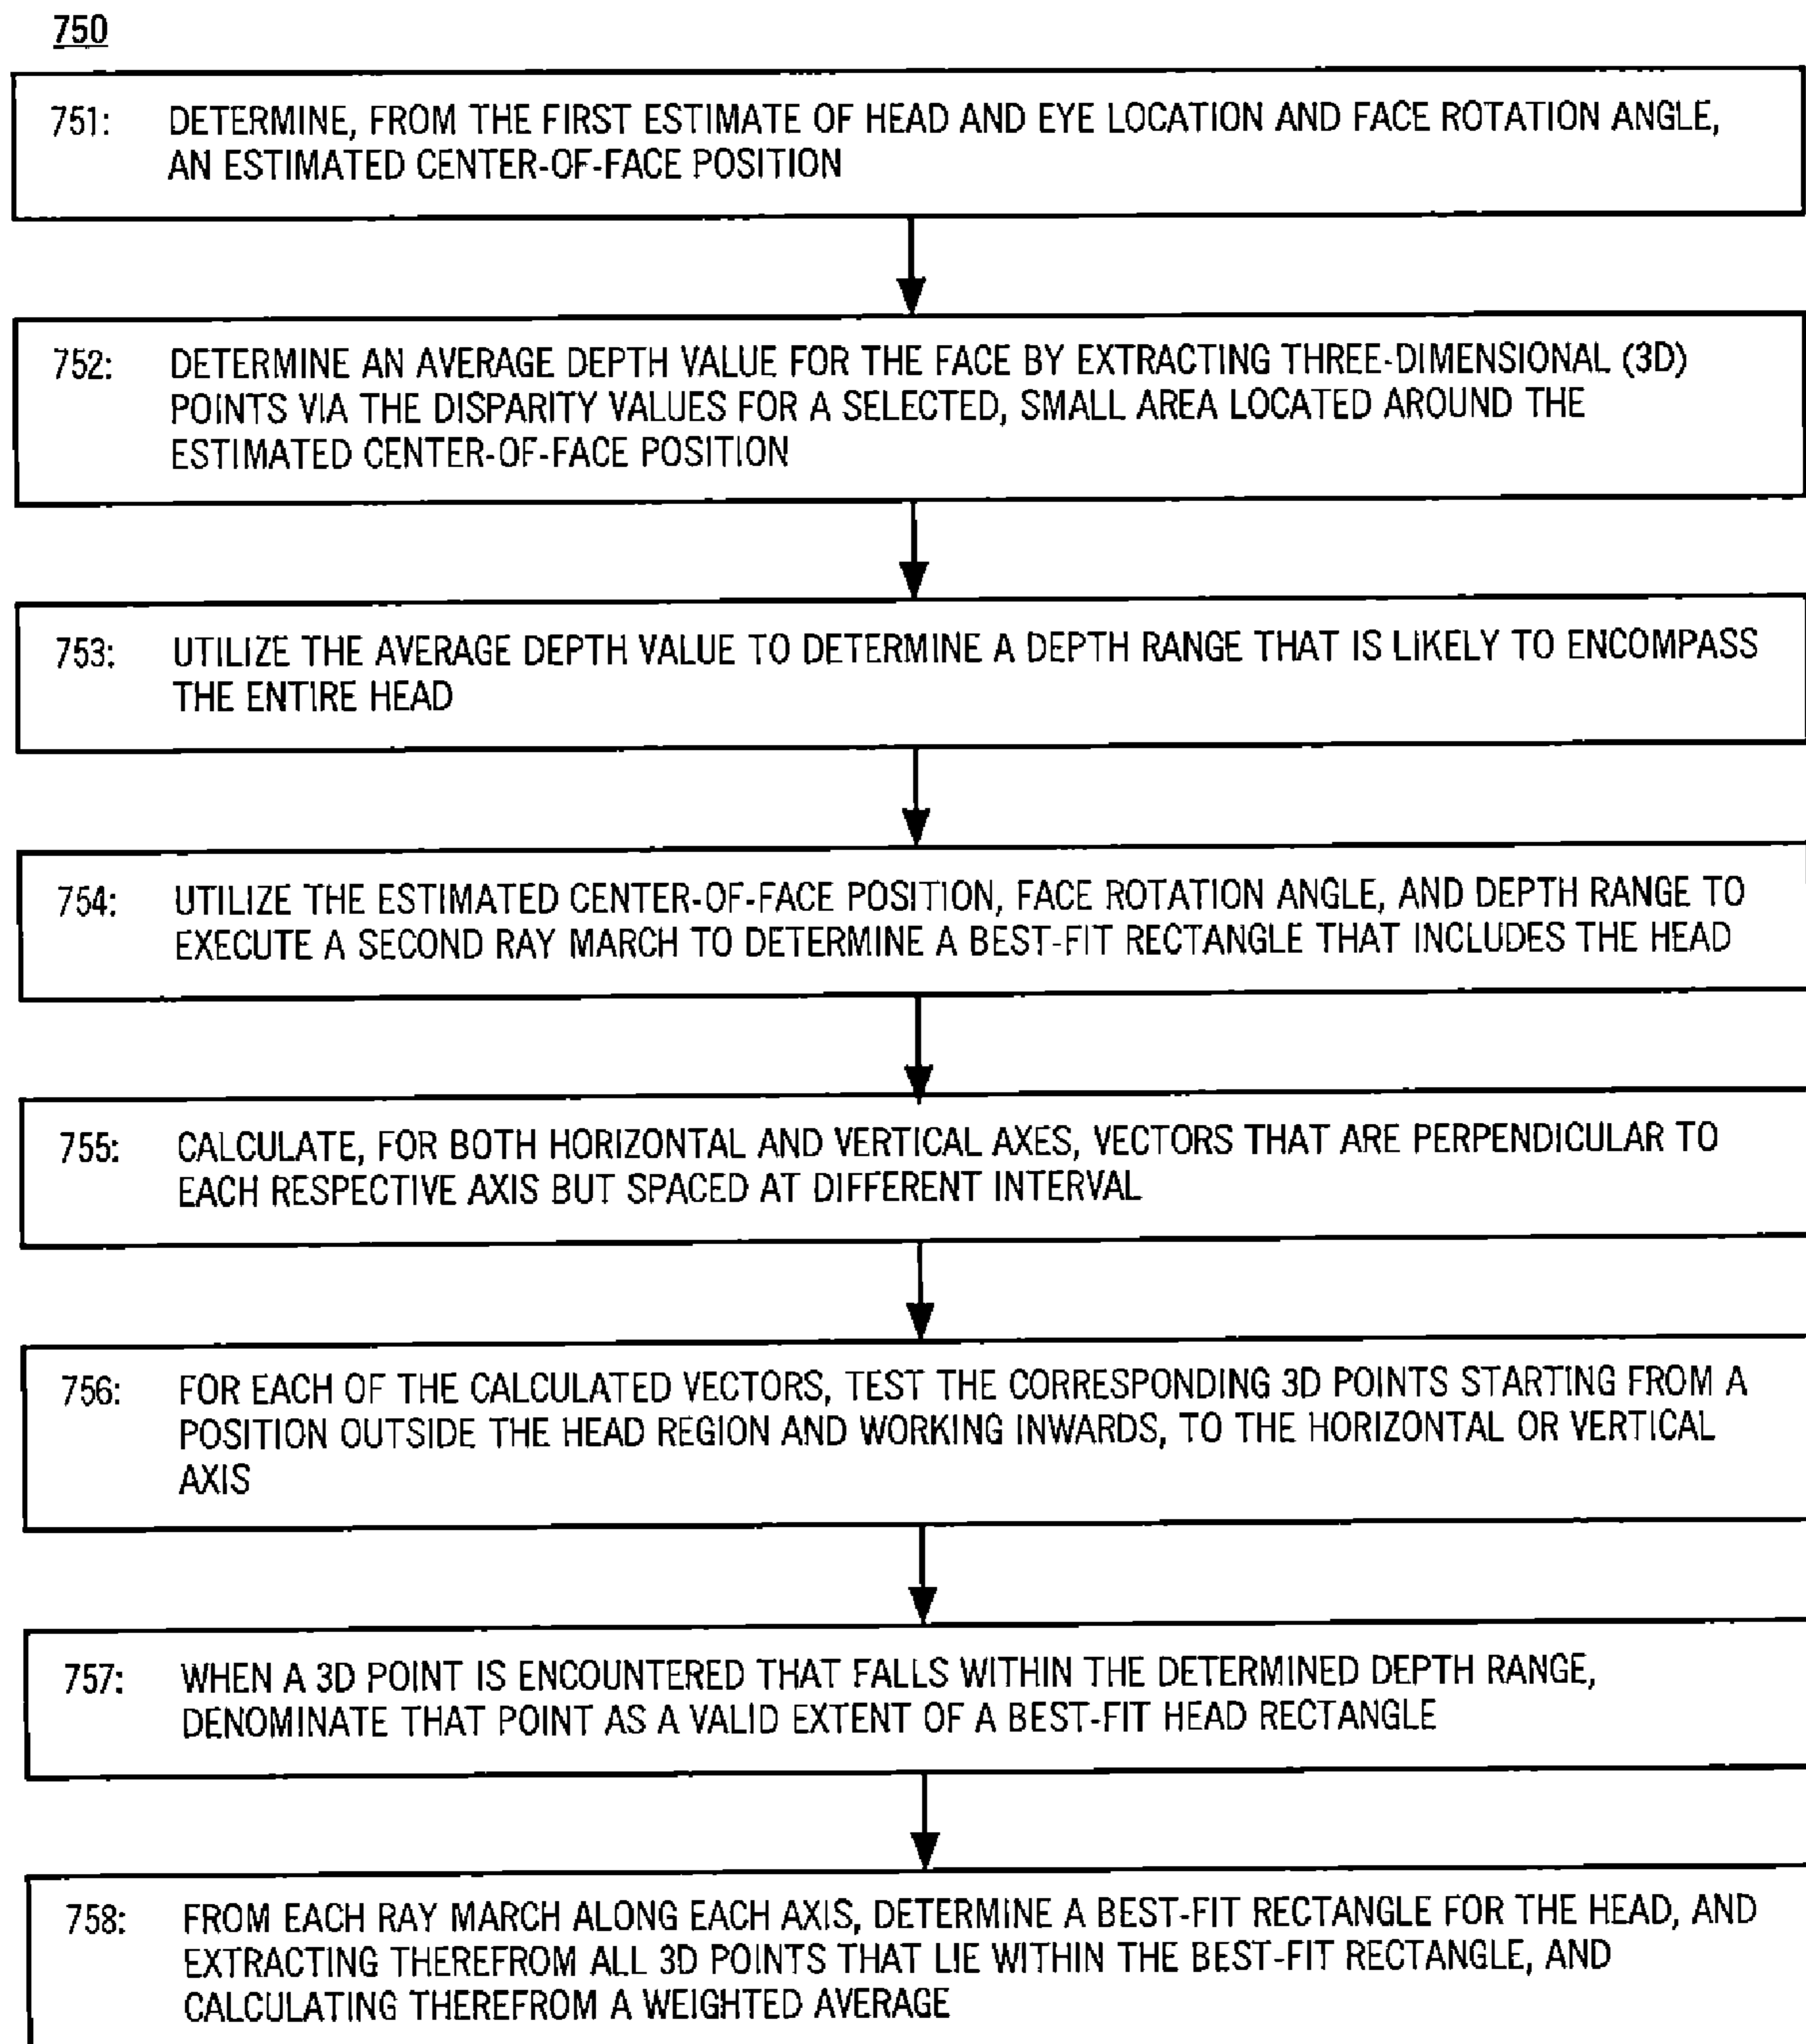 750
751: DETERMINE, FROM THE FIRST ESTIMATE OF HEAD AND EYE LOCATION AND FACE ROTATION ANGLE,
AN ESTIMATED CENTER-OF-FACE POSITION
752: DETERMINE AN AVERAGE DEPTH VALUE FOR THE FACE BY EXTRACTING THREE-DIMENSIONAL (3D)
POINTS VIA THE DISPARITY VALUES FOR A SELECTED, SMALL AREA LOCATED AROUND THE
ESTIMATED CENTER-OF-FACE POSITION
753: UTILIZE THE AVERAGE DEPTH VALUE TO DETERMINE A DEPTH RANGE THAT IS LIKELY TO ENCOMPASS
THE ENTIRE HEAD
754: UTILIZE THE ESTIMATED CENTER-OF-FACE POSITION, FACE ROTATION ANGLE, AND DEPTH RANGE TO
EXECUTE A SECOND RAY MARCH TO DETERMINE A BEST-FIT RECTANGLE THAT INCLUDES THE HEAD
755: CALCULATE, FOR BOTH HORIZONTAL AND VERTICAL AXES, VECTORS THAT ARE PERPENDICULAR TO
EACH RESPECTIVE AXIS BUT SPACED AT DIFFERENT INTERVAL
756: FOR EACH OF THE CALCULATED VECTORS, TEST THE CORRESPONDING 3D POINTS STARTING FROM A
POSITION OUTSIDE THE HEAD REGION AND WORKING INWARDS, TO THE HORIZONTAL OR VERTICAL
AXIS
757: WHEN A 3D POINT IS ENCOUNTERED THAT FALLS WITHIN THE DETERMINED DEPTH RANGE,
DENOMINATE THAT POINT AS A VALID EXTENT OF A BEST-FIT HEAD RECTANGLE
758: FROM EACH RAY MARCH ALONG EACH AXIS, DETERMINE A BEST-FIT RECTANGLE FOR THE HEAD, AND
EXTRACTING THEREFROM ALL 3D POINTS THAT LIE WITHIN THE BEST-FIT RECTANGLE, AND
CALCULATING THEREFROM A WEIGHTED AVERAGE